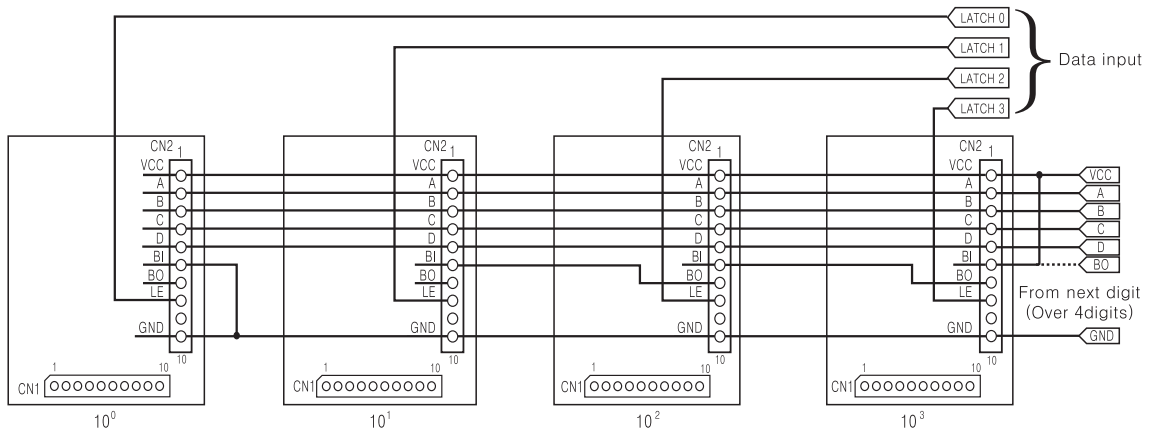 LATCH 0
LATCH 1
LATCH 2
LATCH 3
Data input
CN2 1
VCC
A
B
C
D
BI
BO
LE
GND
10
1 10
CN1
10⁰
CN2 1
VCC
A
B
C
D
BI
BO
LE
GND
10
1 10
CN1
10¹
CN2 1
VCC
A
B
C
D
BI
BO
LE
GND
10
1 10
CN1
10²
CN2 1
VCC
A
B
C
D
BI
BO
LE
GND
10
1 10
CN1
10³
VCC
A
B
C
D
BO
From next digit
(Over 4digits)
GND